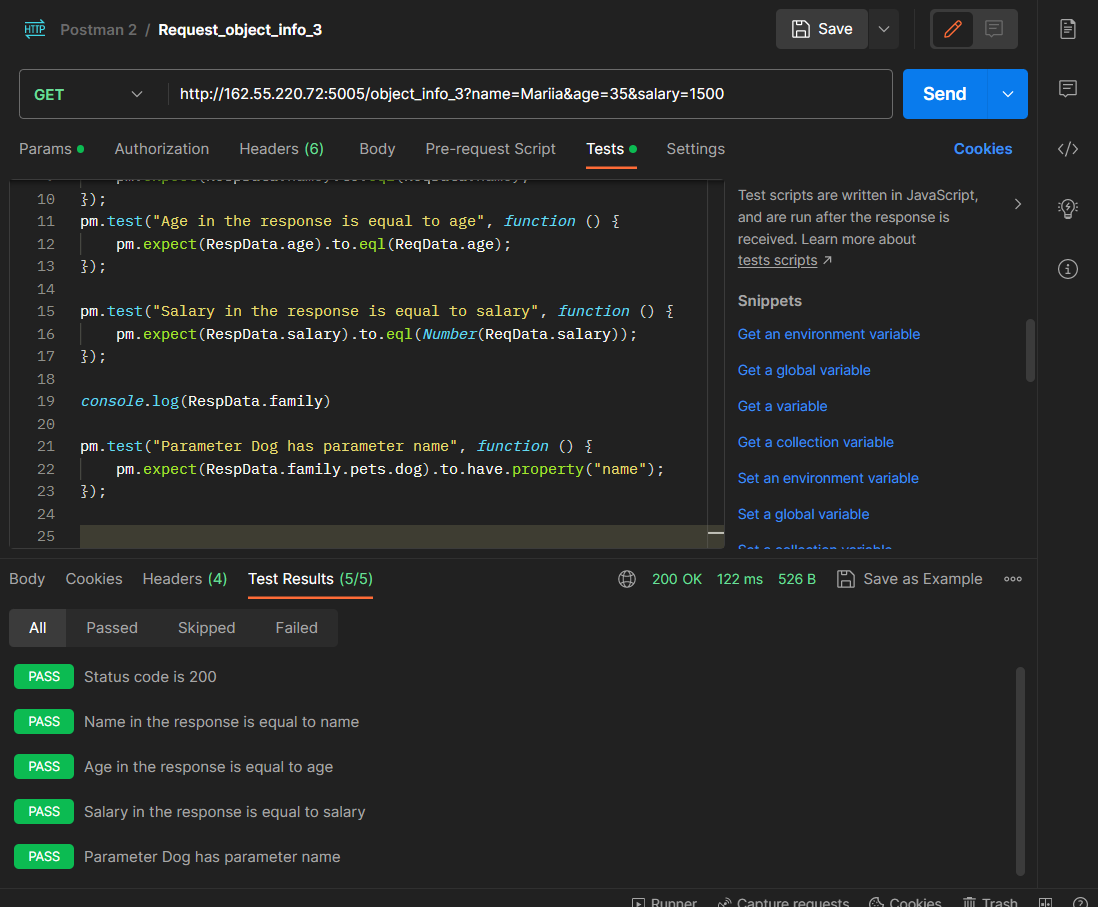 HTTP Postman 2 / Request_object_info_3
Save
GET http://162.55.220.72:5005/object_info_3?name=Mariia&age=35&salary=1500
Send
Params Authorization Headers (6) Body Pre-request Script Tests Settings Cookies
10 });
11 pm.test("Age in the response is equal to age", function () {
12 pm.expect(RespData.age).to.eql(ReqData.age);
13 });
14
15 pm.test("Salary in the response is equal to salary", function () {
16 pm.expect(RespData.salary).to.eql(Number(ReqData.salary));
17 });
18
19 console.log(RespData.family)
20
21 pm.test("Parameter Dog has parameter name", function () {
22 pm.expect(RespData.family.pets.dog).to.have.property("name");
23 });
24
25
Test scripts are written in JavaScript,
and are run after the response is
received. Learn more about
tests scripts ↗
Snippets
Get an environment variable
Get a global variable
Get a variable
Get a collection variable
Set an environment variable
Set a global variable
Set a collection variable
Body Cookies Headers (4) Test Results (5/5) 200 OK 122 ms 526 B Save as Example
All Passed Skipped Failed
PASS Status code is 200
PASS Name in the response is equal to name
PASS Age in the response is equal to age
PASS Salary in the response is equal to salary
PASS Parameter Dog has parameter name
Runner Capture requests Cookies Trash